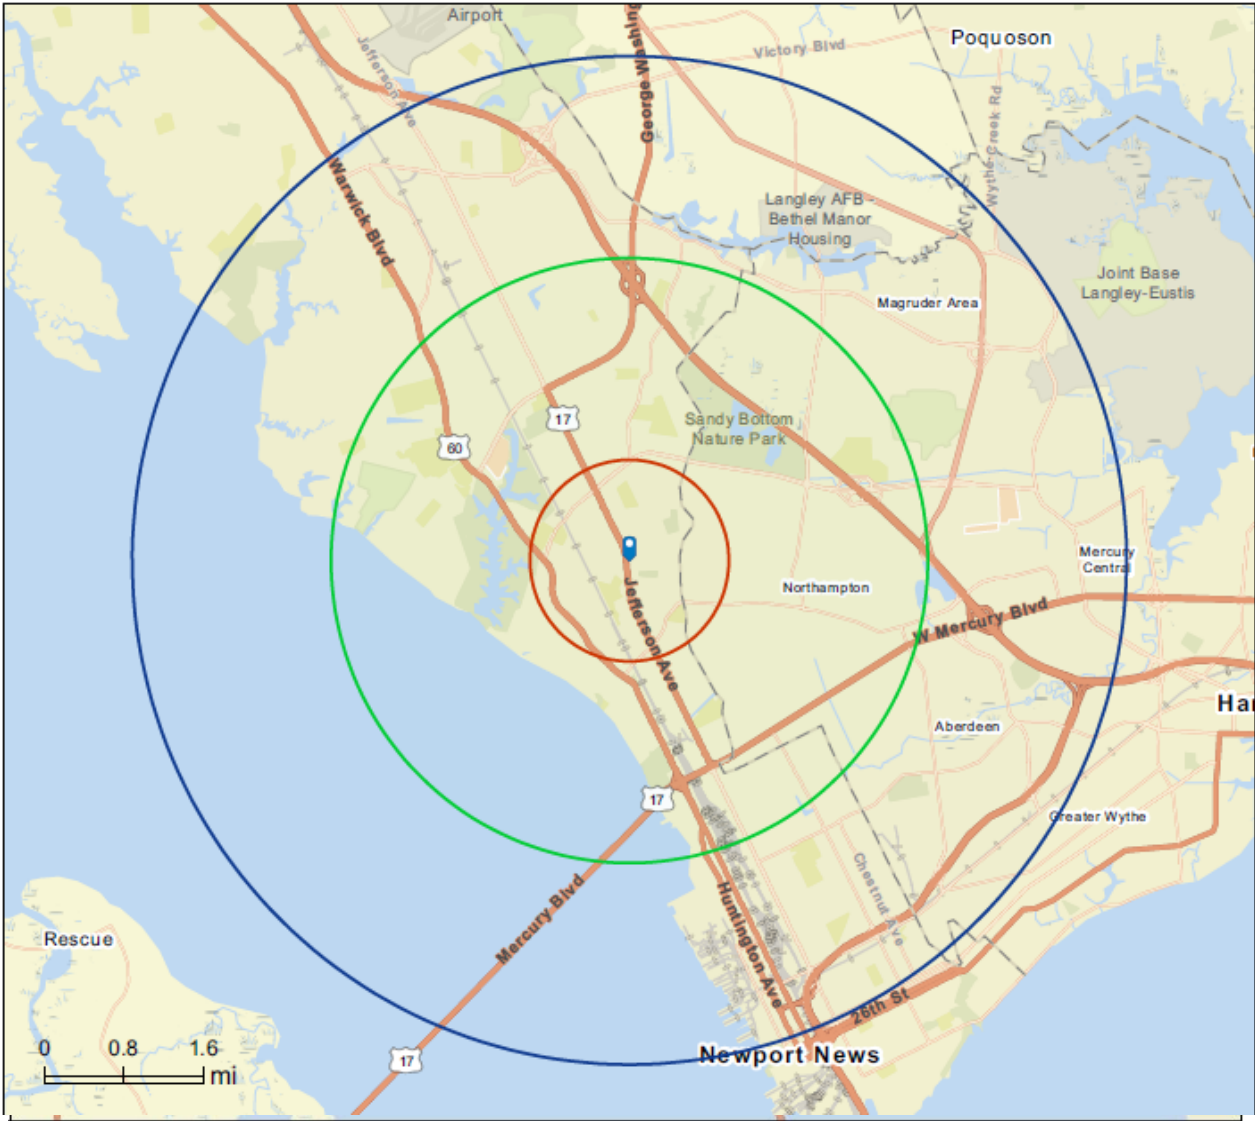 Airport
Jefferson Ave
George Washing
Victory Blvd
Poquoson
Wythe Creek Rd
Warwick Blvd
Langley AFB -
Bethel Manor
Housing
Joint Base
Langley-Eustis
Magruder Area
17
60
Sandy Bottom
Nature Park
Mercury
Central
Northampton
Jefferson Ave
W Mercury Blvd
Har
Aberdeen
17
Greater Wythe
Chestnut Ave
Mercury Blvd
Huntington Ave
Rescue
26th St
0 0.8 1.6
mi
17
Newport News